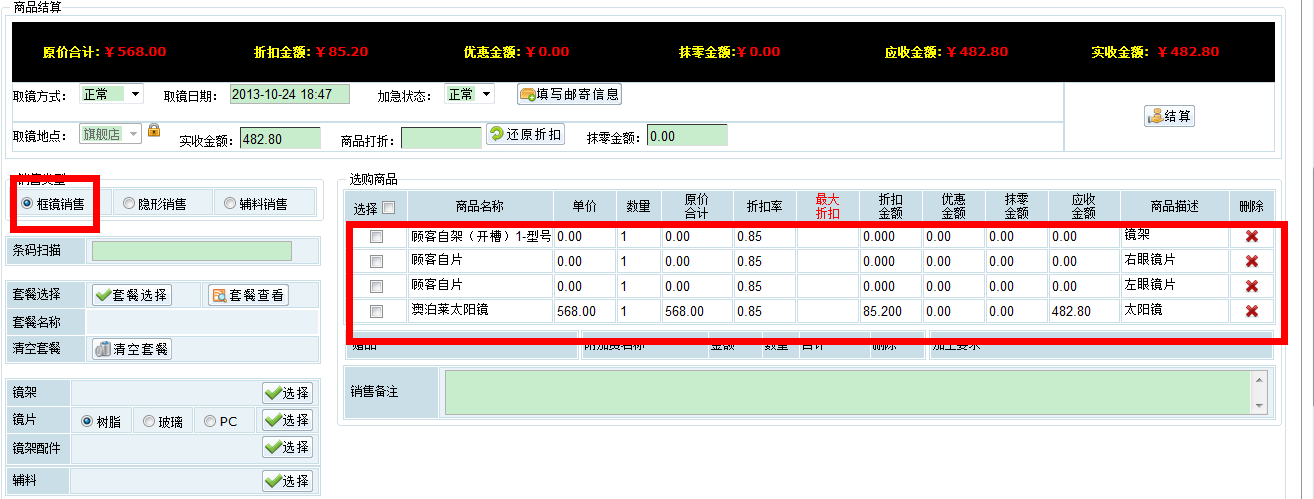 商品结算
原价合计: ¥ 568.00 折扣金额: ¥ 85.20 优惠金额: ¥ 0.00 抹零金额:¥ 0.00 应收金额: ¥ 482.80 实收金额: ¥ 482.80
取镜方式: 正常 取镜日期: 2013-10-24 18:47 加急状态: 正常 填写邮寄信息
结算
取镜地点: 旗舰店 实收金额: 482.80 商品打折: 还原折扣 抹零金额: 0.00
销售类型
框镜销售 隐形销售 辅料销售
条码扫描
套餐选择 套餐选择 套餐查看
套餐名称
清空套餐 清空套餐
镜架 选择
镜片 树脂 玻璃 PC 选择
镜架配件 选择
辅料 选择
选购商品
选择 商品名称 单价 数量 原价合计 折扣率 最大折扣 折扣金额 优惠金额 抹零金额 应收金额 商品描述 删除
顾客自架（开槽）1-型号 0.00 1 0.00 0.85 0.000 0.00 0.00 0.00 镜架
顾客自片 0.00 1 0.00 0.85 0.000 0.00 0.00 0.00 右眼镜片
顾客自片 0.00 1 0.00 0.85 0.000 0.00 0.00 0.00 左眼镜片
澳泊莱太阳镜 568.00 1 568.00 0.85 85.200 0.00 0.00 482.80 太阳镜
赠品 附加费名称 金额 数量 合计 删除 加工要求
销售备注